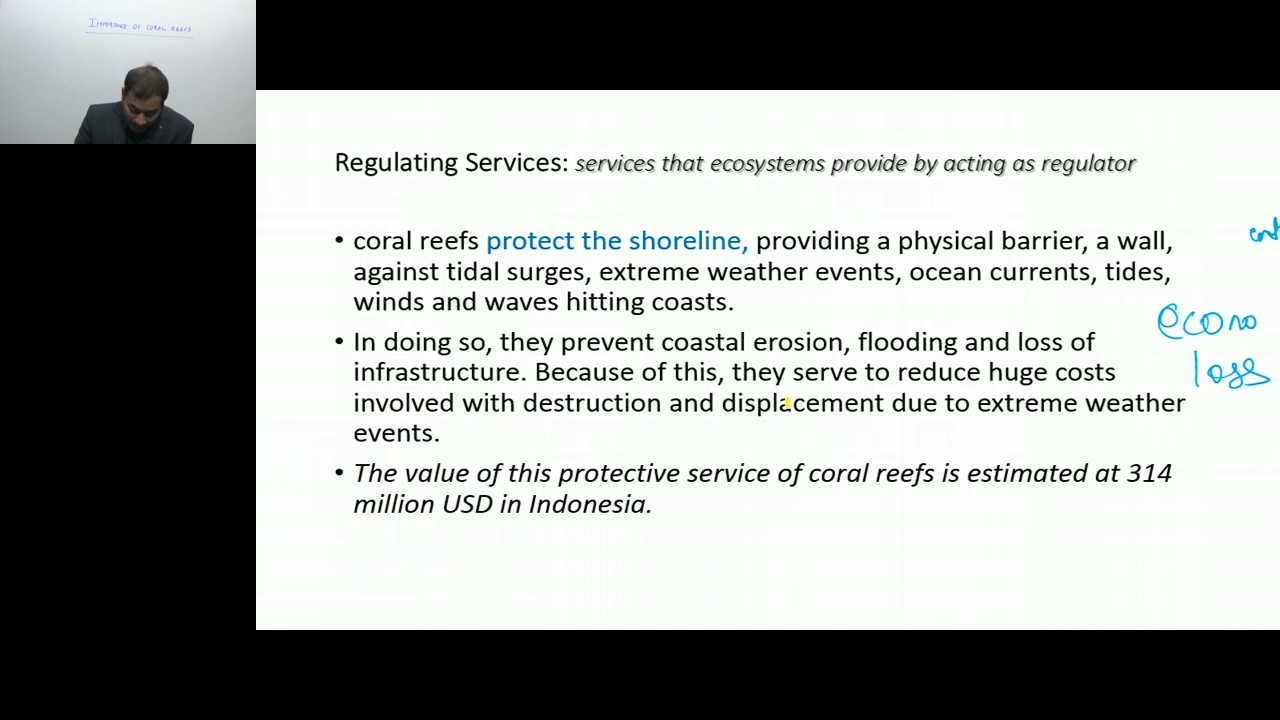 IMPORTANCE OF CORAL REEFS
Regulating Services: services that ecosystems provide by acting as regulator
• coral reefs protect the shoreline, providing a physical barrier, a wall,
against tidal surges, extreme weather events, ocean currents, tides,
winds and waves hitting coasts.
• In doing so, they prevent coastal erosion, flooding and loss of
infrastructure. Because of this, they serve to reduce huge costs
involved with destruction and displacement due to extreme weather
events.
• The value of this protective service of coral reefs is estimated at 314
million USD in Indonesia.
econo
loss